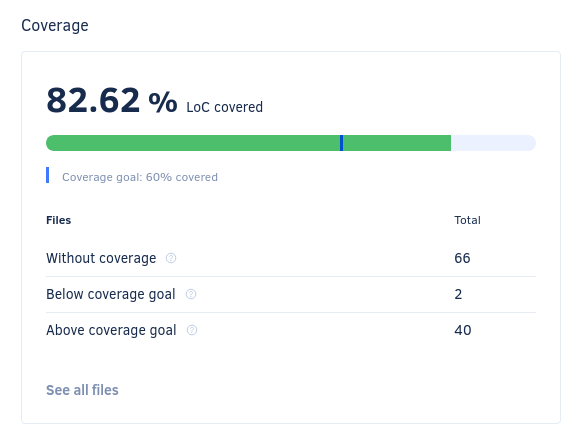 Coverage
82.62 % LoC covered
Coverage goal: 60% covered
Files Total
Without coverage 66
Below coverage goal 2
Above coverage goal 40
See all files